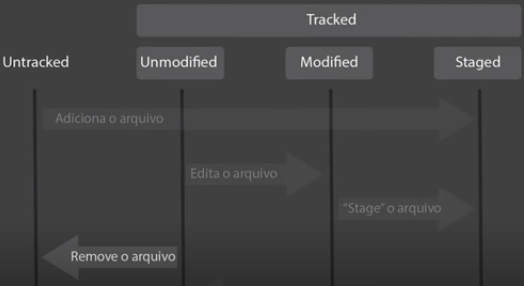 Tracked
Untracked Unmodified Modified Staged
Adiciona o arquivo
Edita o arquivo
"Stage" o arquivo
Remove o arquivo